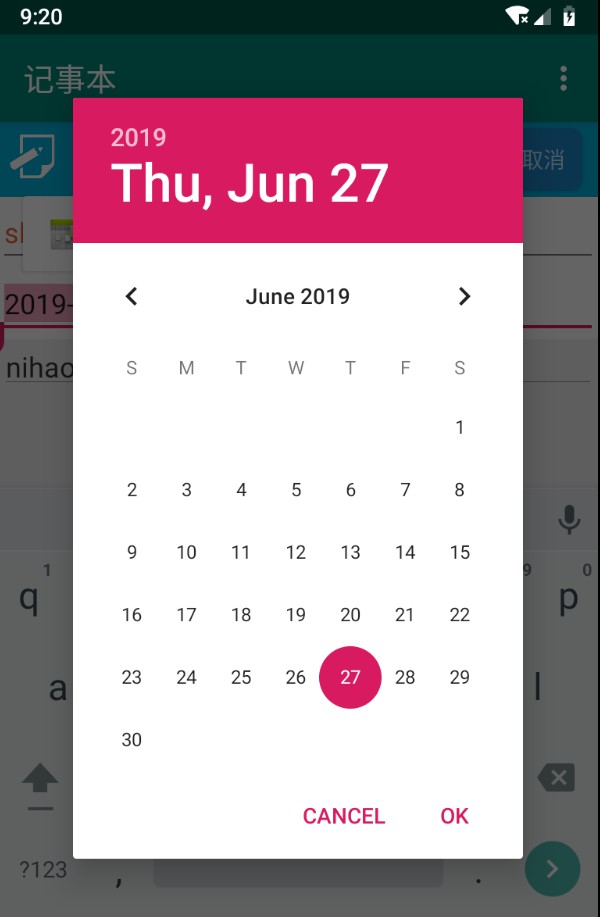 9:20
记事本
取消
2019
Thu, Jun 27
2019-
nihao
June 2019
S M T W T F S
1
2 3 4 5 6 7 8
9 10 11 12 13 14 15
16 17 18 19 20 21 22
23 24 25 26 27 28 29
30
CANCEL OK
1 9 0
q p
a l
?123 , .